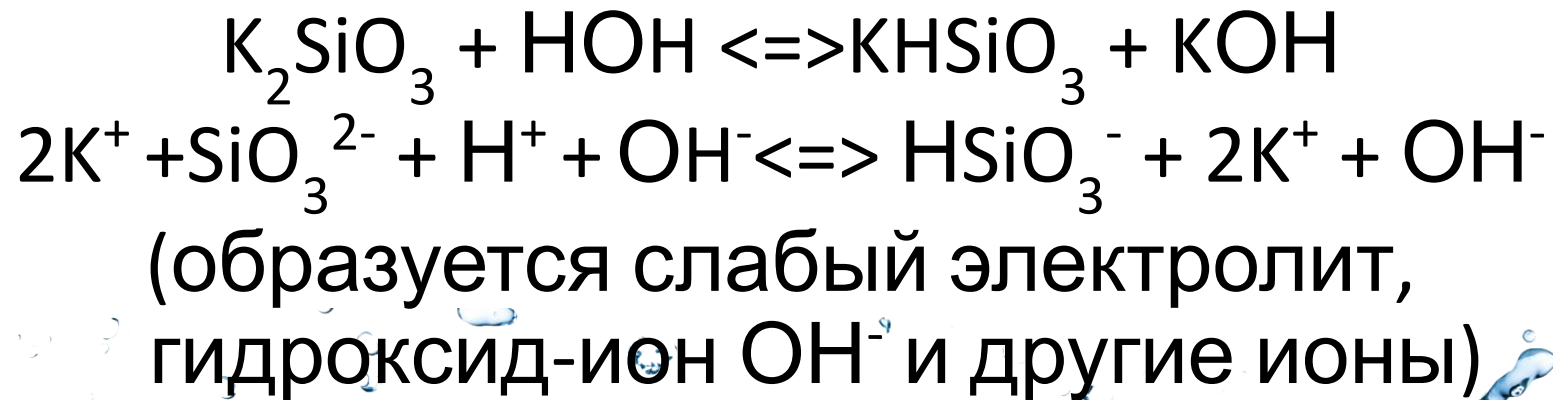 K₂SiO₃ + HOH <=>KHSiO₃ + KOH
2K⁺ +SiO₃²⁻ + H⁺ + OH⁻<=> HSiO₃⁻ + 2K⁺ + OH⁻
(образуется слабый электролит,
гидроксид-ион OH⁻ и другие ионы)